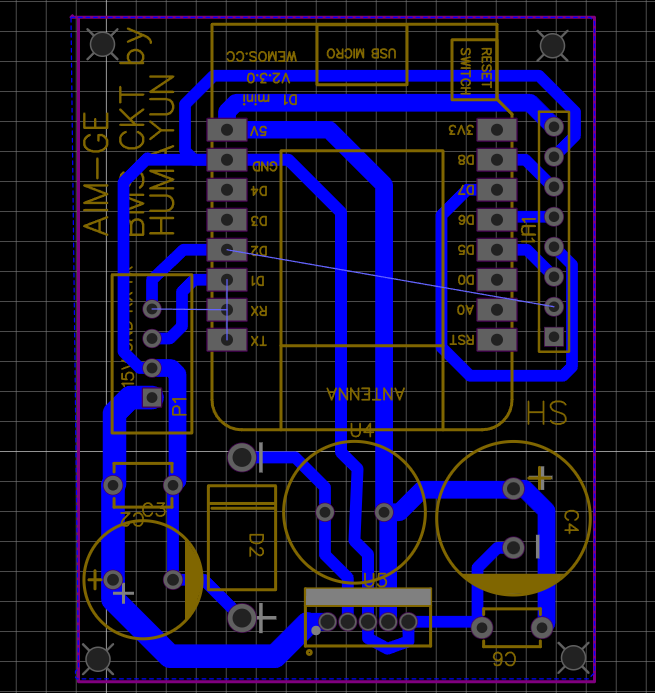 AIM-GE
BMS CKT by
HUMAYUN
WEMOS.CC
V2.3.0
D1 mini
USB MICRO
RESET
SWITCH
5V
GND
D4
D3
D2
D1
RX
TX
3V3
D8
D7
D6
D5
D0
A0
RST
ANTENNA
15V
P1
SH
U4
C3
D2
C4
U5
C6